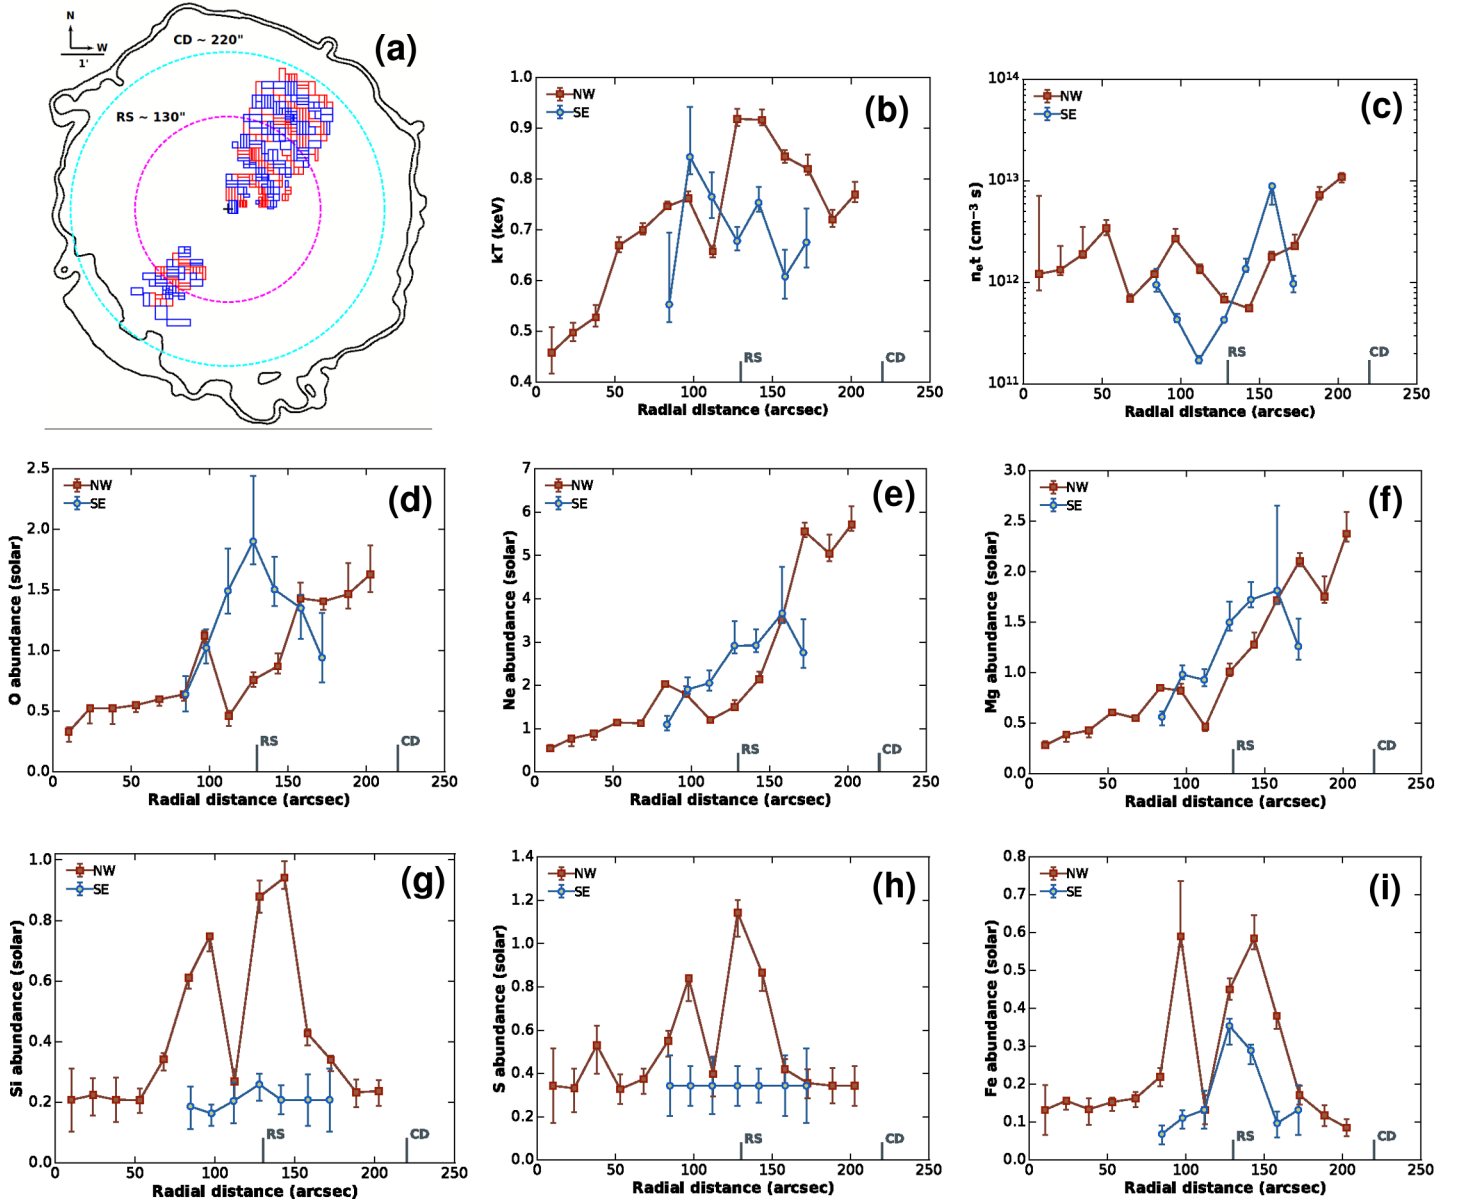 N
W
1'
CD ~ 220"
RS ~ 130"
(a)
1.0
0.9
0.8
0.7
0.6
0.5
0.4
kT (keV)
NW
SE
(b)
RS
CD
0 50 100 150 200 250
Radial distance (arcsec)
10¹⁴
10¹³
10¹²
10¹¹
nₑt (cm⁻³ s)
NW
SE
(c)
RS
CD
0 50 100 150 200 250
Radial distance (arcsec)
2.5
2.0
1.5
1.0
0.5
0.0
O abundance (solar)
NW
SE
(d)
RS
CD
0 50 100 150 200 250
Radial distance (arcsec)
7
6
5
4
3
2
1
0
Ne abundance (solar)
NW
SE
(e)
RS
CD
0 50 100 150 200 250
Radial distance (arcsec)
3.0
2.5
2.0
1.5
1.0
0.5
0.0
Mg abundance (solar)
NW
SE
(f)
RS
CD
0 50 100 150 200 250
Radial distance (arcsec)
1.0
0.8
0.6
0.4
0.2
0.0
Si abundance (solar)
NW
SE
(g)
RS
CD
0 50 100 150 200 250
Radial distance (arcsec)
1.4
1.2
1.0
0.8
0.6
0.4
0.2
0.0
S abundance (solar)
NW
SE
(h)
RS
CD
0 50 100 150 200 250
Radial distance (arcsec)
0.8
0.7
0.6
0.5
0.4
0.3
0.2
0.1
0.0
Fe abundance (solar)
NW
SE
(i)
RS
CD
0 50 100 150 200 250
Radial distance (arcsec)